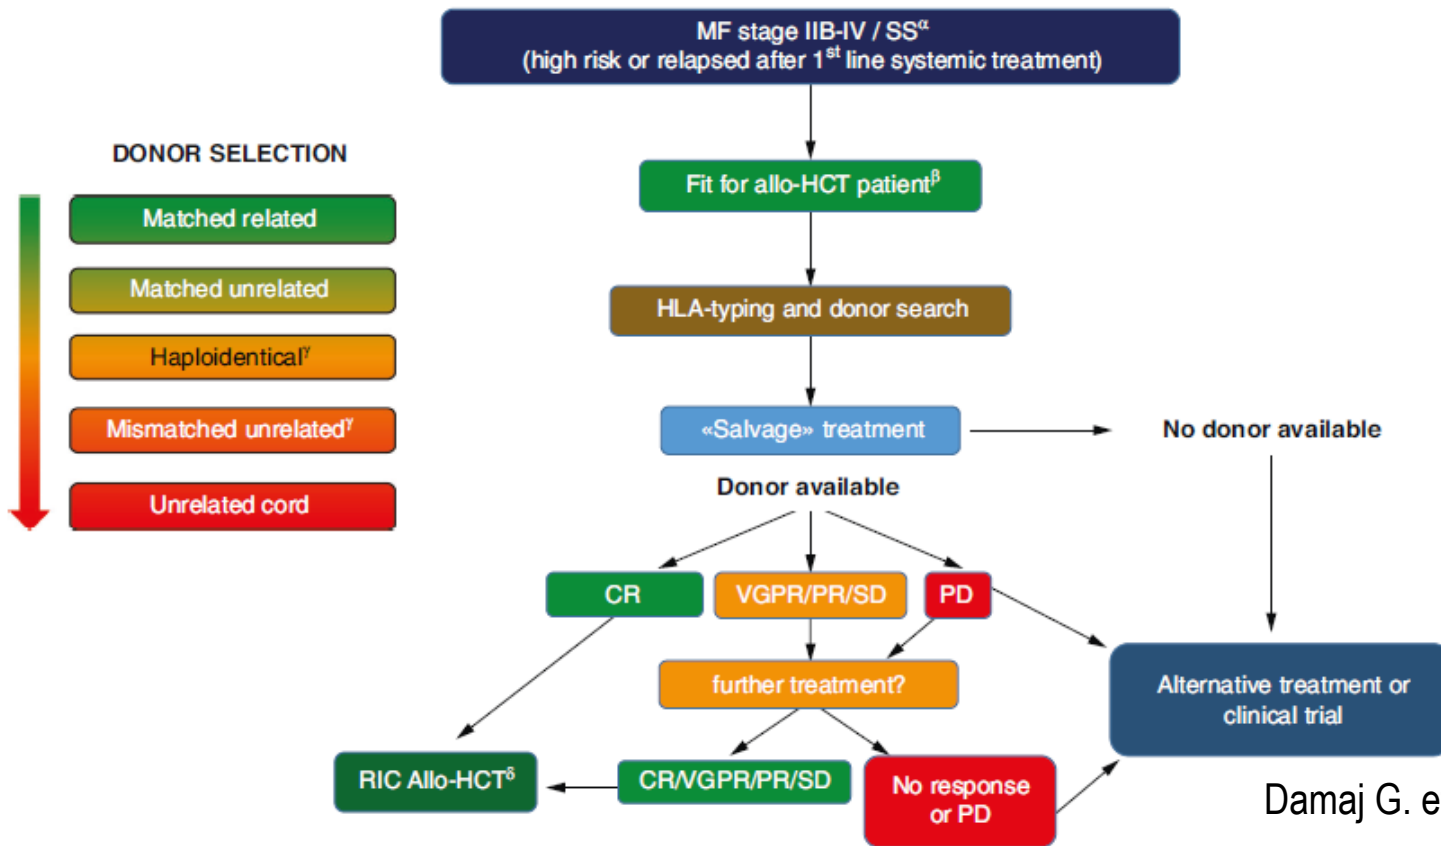 MF stage IIB-IV / SSα
(high risk or relapsed after 1st line systemic treatment)
DONOR SELECTION
Matched related
Matched unrelated
Haploidenticalγ
Mismatched unrelatedγ
Unrelated cord
Fit for allo-HCT patientβ
HLA-typing and donor search
«Salvage» treatment
No donor available
Donor available
CR
VGPR/PR/SD
PD
further treatment?
Alternative treatment or
clinical trial
RIC Allo-HCTδ
CR/VGPR/PR/SD
No response
or PD
Damaj G. e